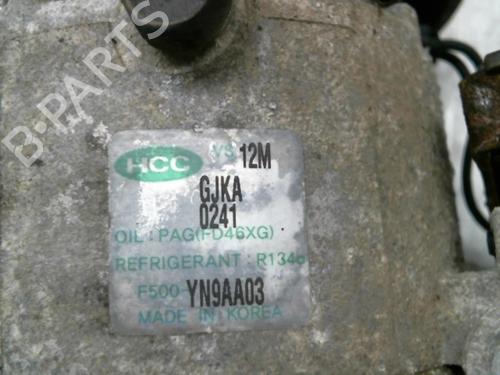 B-PARTS
HCC VS 12M
GJKA
0241
OIL : PAG(FD46XG)
REFRIGERANT : R134a
F500-YN9AA03
MADE IN KOREA